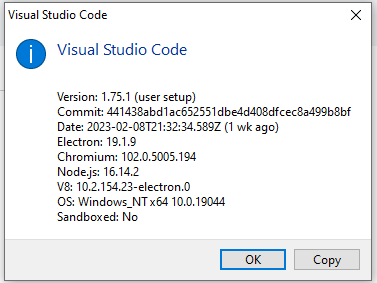 Visual Studio Code
Visual Studio Code
Version: 1.75.1 (user setup)
Commit: 441438abd1ac652551dbe4d408dfcec8a499b8bf
Date: 2023-02-08T21:32:34.589Z (1 wk ago)
Electron: 19.1.9
Chromium: 102.0.5005.194
Node.js: 16.14.2
V8: 10.2.154.23-electron.0
OS: Windows_NT x64 10.0.19044
Sandboxed: No
OK
Copy